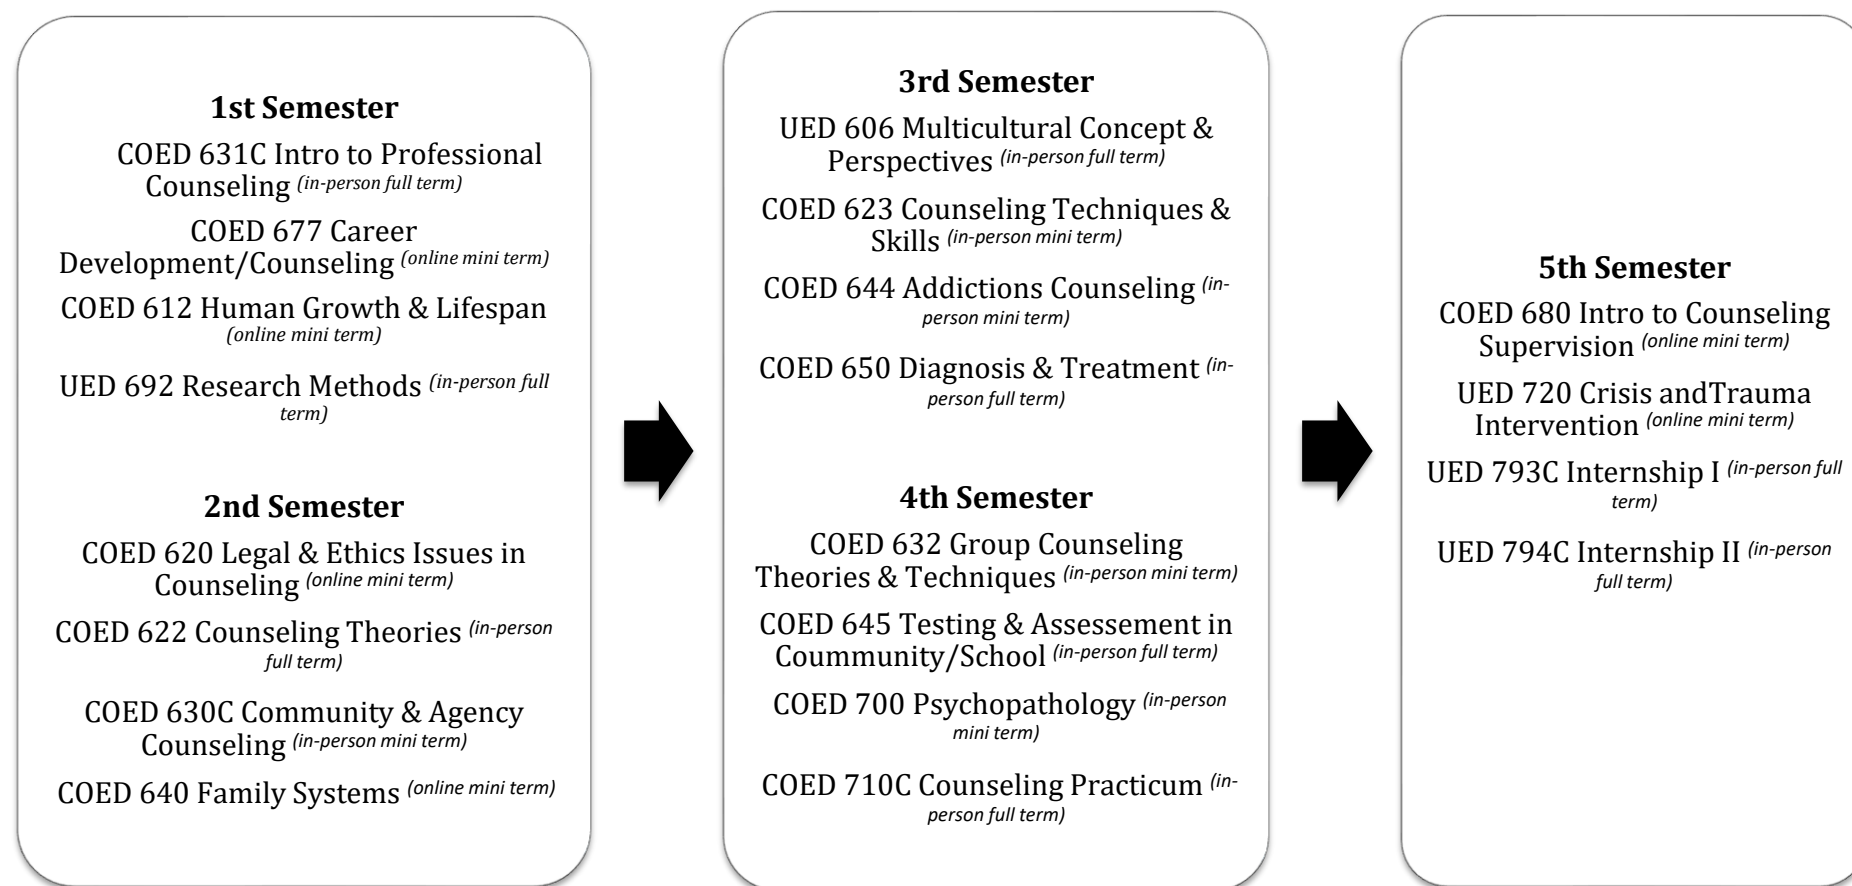 1st Semester
COED 631C Intro to Professional
Counseling (in-person full term)
COED 677 Career
Development/Counseling (online mini term)
COED 612 Human Growth & Lifespan
(online mini term)
UED 692 Research Methods (in-person full
term)
2nd Semester
COED 620 Legal & Ethics Issues in
Counseling (online mini term)
COED 622 Counseling Theories (in-person
full term)
COED 630C Community & Agency
Counseling (in-person mini term)
COED 640 Family Systems (online mini term)
3rd Semester
UED 606 Multicultural Concept &
Perspectives (in-person full term)
COED 623 Counseling Techniques &
Skills (in-person mini term)
COED 644 Addictions Counseling (in-
person mini term)
COED 650 Diagnosis & Treatment (in-
person full term)
4th Semester
COED 632 Group Counseling
Theories & Techniques (in-person mini term)
COED 645 Testing & Assessement in
Coummunity/School (in-person full term)
COED 700 Psychopathology (in-person
mini term)
COED 710C Counseling Practicum (in-
person full term)
5th Semester
COED 680 Intro to Counseling
Supervision (online mini term)
UED 720 Crisis andTrauma
Intervention (online mini term)
UED 793C Internship I (in-person full
term)
UED 794C Internship II (in-person
full term)